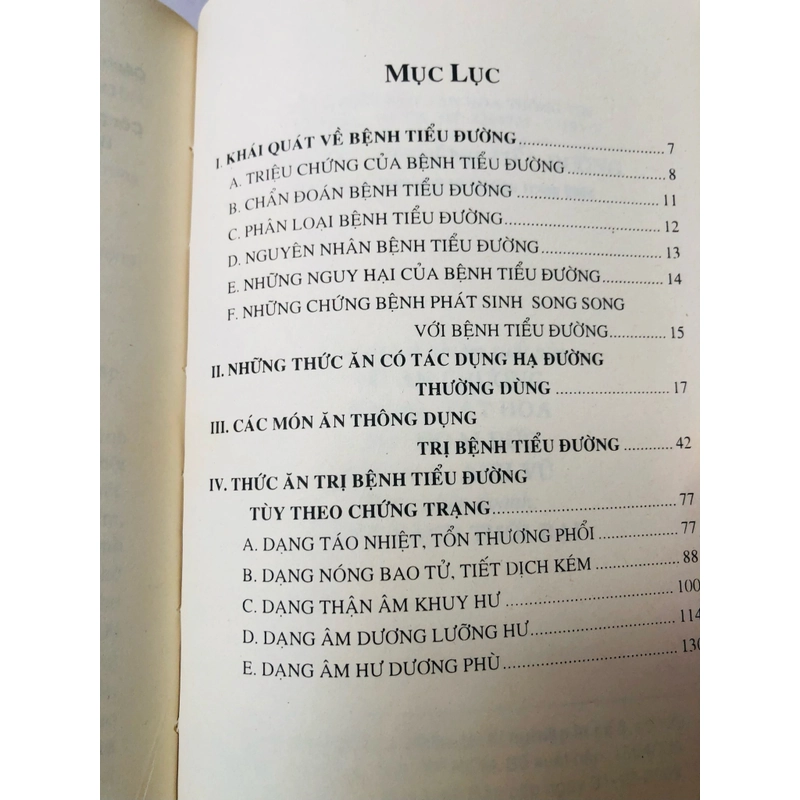 MỤC LỤC
I. KHÁI QUÁT VỀ BỆNH TIỂU ĐƯỜNG................................ 7
A. TRIỆU CHỨNG CỦA BỆNH TIỂU ĐƯỜNG.................... 8
B. CHẨN ĐOÁN BỆNH TIỂU ĐƯỜNG ............................ 11
C. PHÂN LOẠI BỆNH TIỂU ĐƯỜNG................................ 12
D. NGUYÊN NHÂN BỆNH TIỂU ĐƯỜNG......................... 13
E. NHỮNG NGUY HẠI CỦA BỆNH TIỂU ĐƯỜNG............. 14
F. NHỮNG CHỨNG BỆNH PHÁT SINH SONG SONG
VỚI BỆNH TIỂU ĐƯỜNG............... 15
II. NHỮNG THỨC ĂN CÓ TÁC DỤNG HẠ ĐƯỜNG
THƯỜNG DÙNG ........................ 17
III. CÁC MÓN ĂN THÔNG DỤNG
TRỊ BỆNH TIỂU ĐƯỜNG ............ 42
IV. THỨC ĂN TRỊ BỆNH TIỂU ĐƯỜNG
TÙY THEO CHỨNG TRẠNG..................................... 77
A. DẠNG TÁO NHIỆT, TỔN THƯƠNG PHỔI ................ 77
B. DẠNG NÓNG BAO TỬ, TIẾT DỊCH KÉM ................. 88
C. DẠNG THẬN ÂM KHUY HƯ .................................. 100
D. DẠNG ÂM DƯƠNG LƯỠNG HƯ.............................. 114
E. DẠNG ÂM HƯ DƯƠNG PHÙ................................... 130